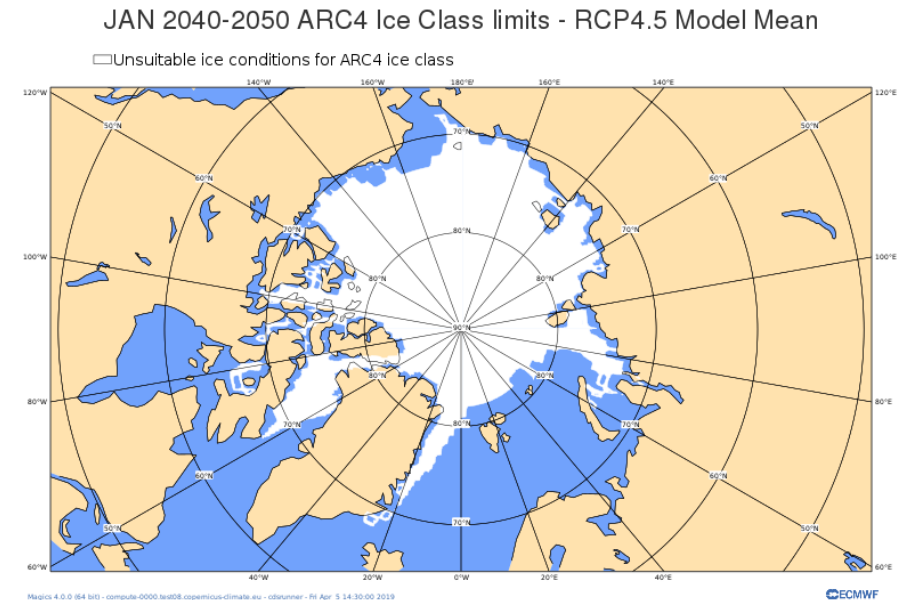 JAN 2040-2050 ARC4 Ice Class limits - RCP4.5 Model Mean
Unsuitable ice conditions for ARC4 ice class
140°W 160°W 180°E 160°E 140°E
120°W 120°E
50°N 70°N 50°N
60°N 60°N
70°N 80°N 70°N
100°W 100°E
80°N 80°N
90°N
80°N 80°N
80°W 80°E
70°N 80°N 70°N
60°N 60°N
50°N 70°N 50°N
60°W 60°E
40°W 20°W 0°W 20°E 40°E
Magics 4.0.0 (64 bit) - compute-0000.test08.copernicus-climate.eu - cdsrunner - Fri Apr 5 14:30:00 2019
ECMWF